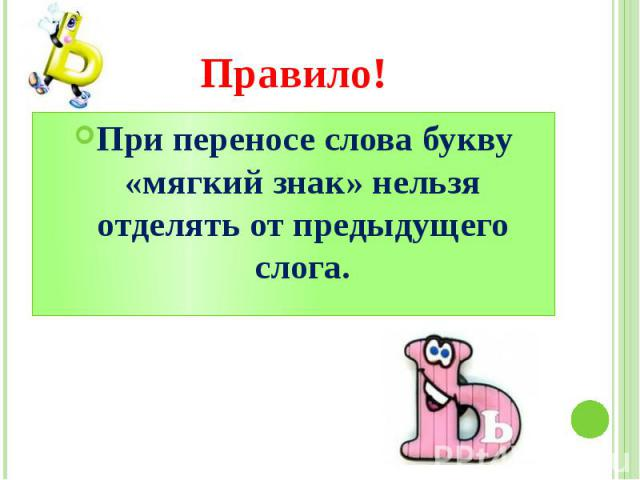 Правило!
При переносе слова букву
«мягкий знак» нельзя
отделять от предыдущего
слога.
ь